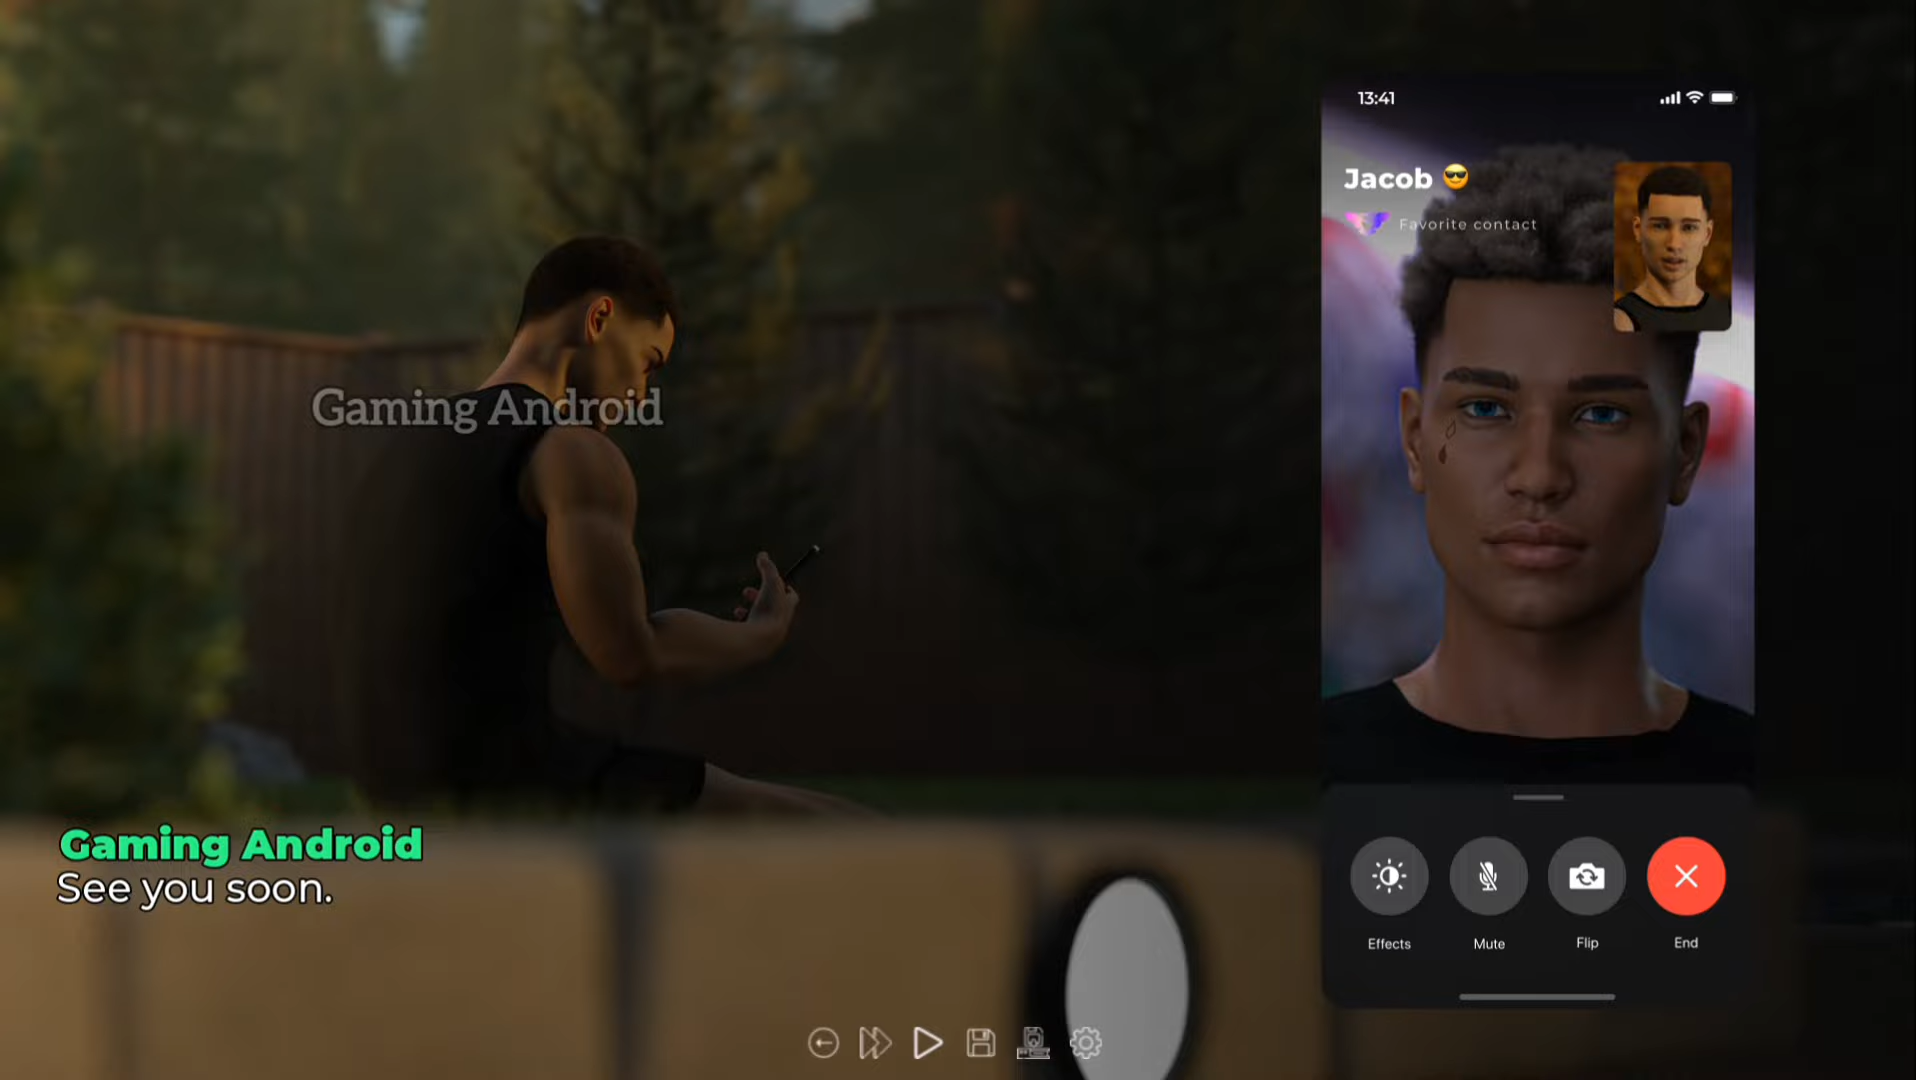 13:41
Jacob 😎
Favorite contact
Gaming Android
Gaming Android
See you soon.
Effects
Mute
Flip
End